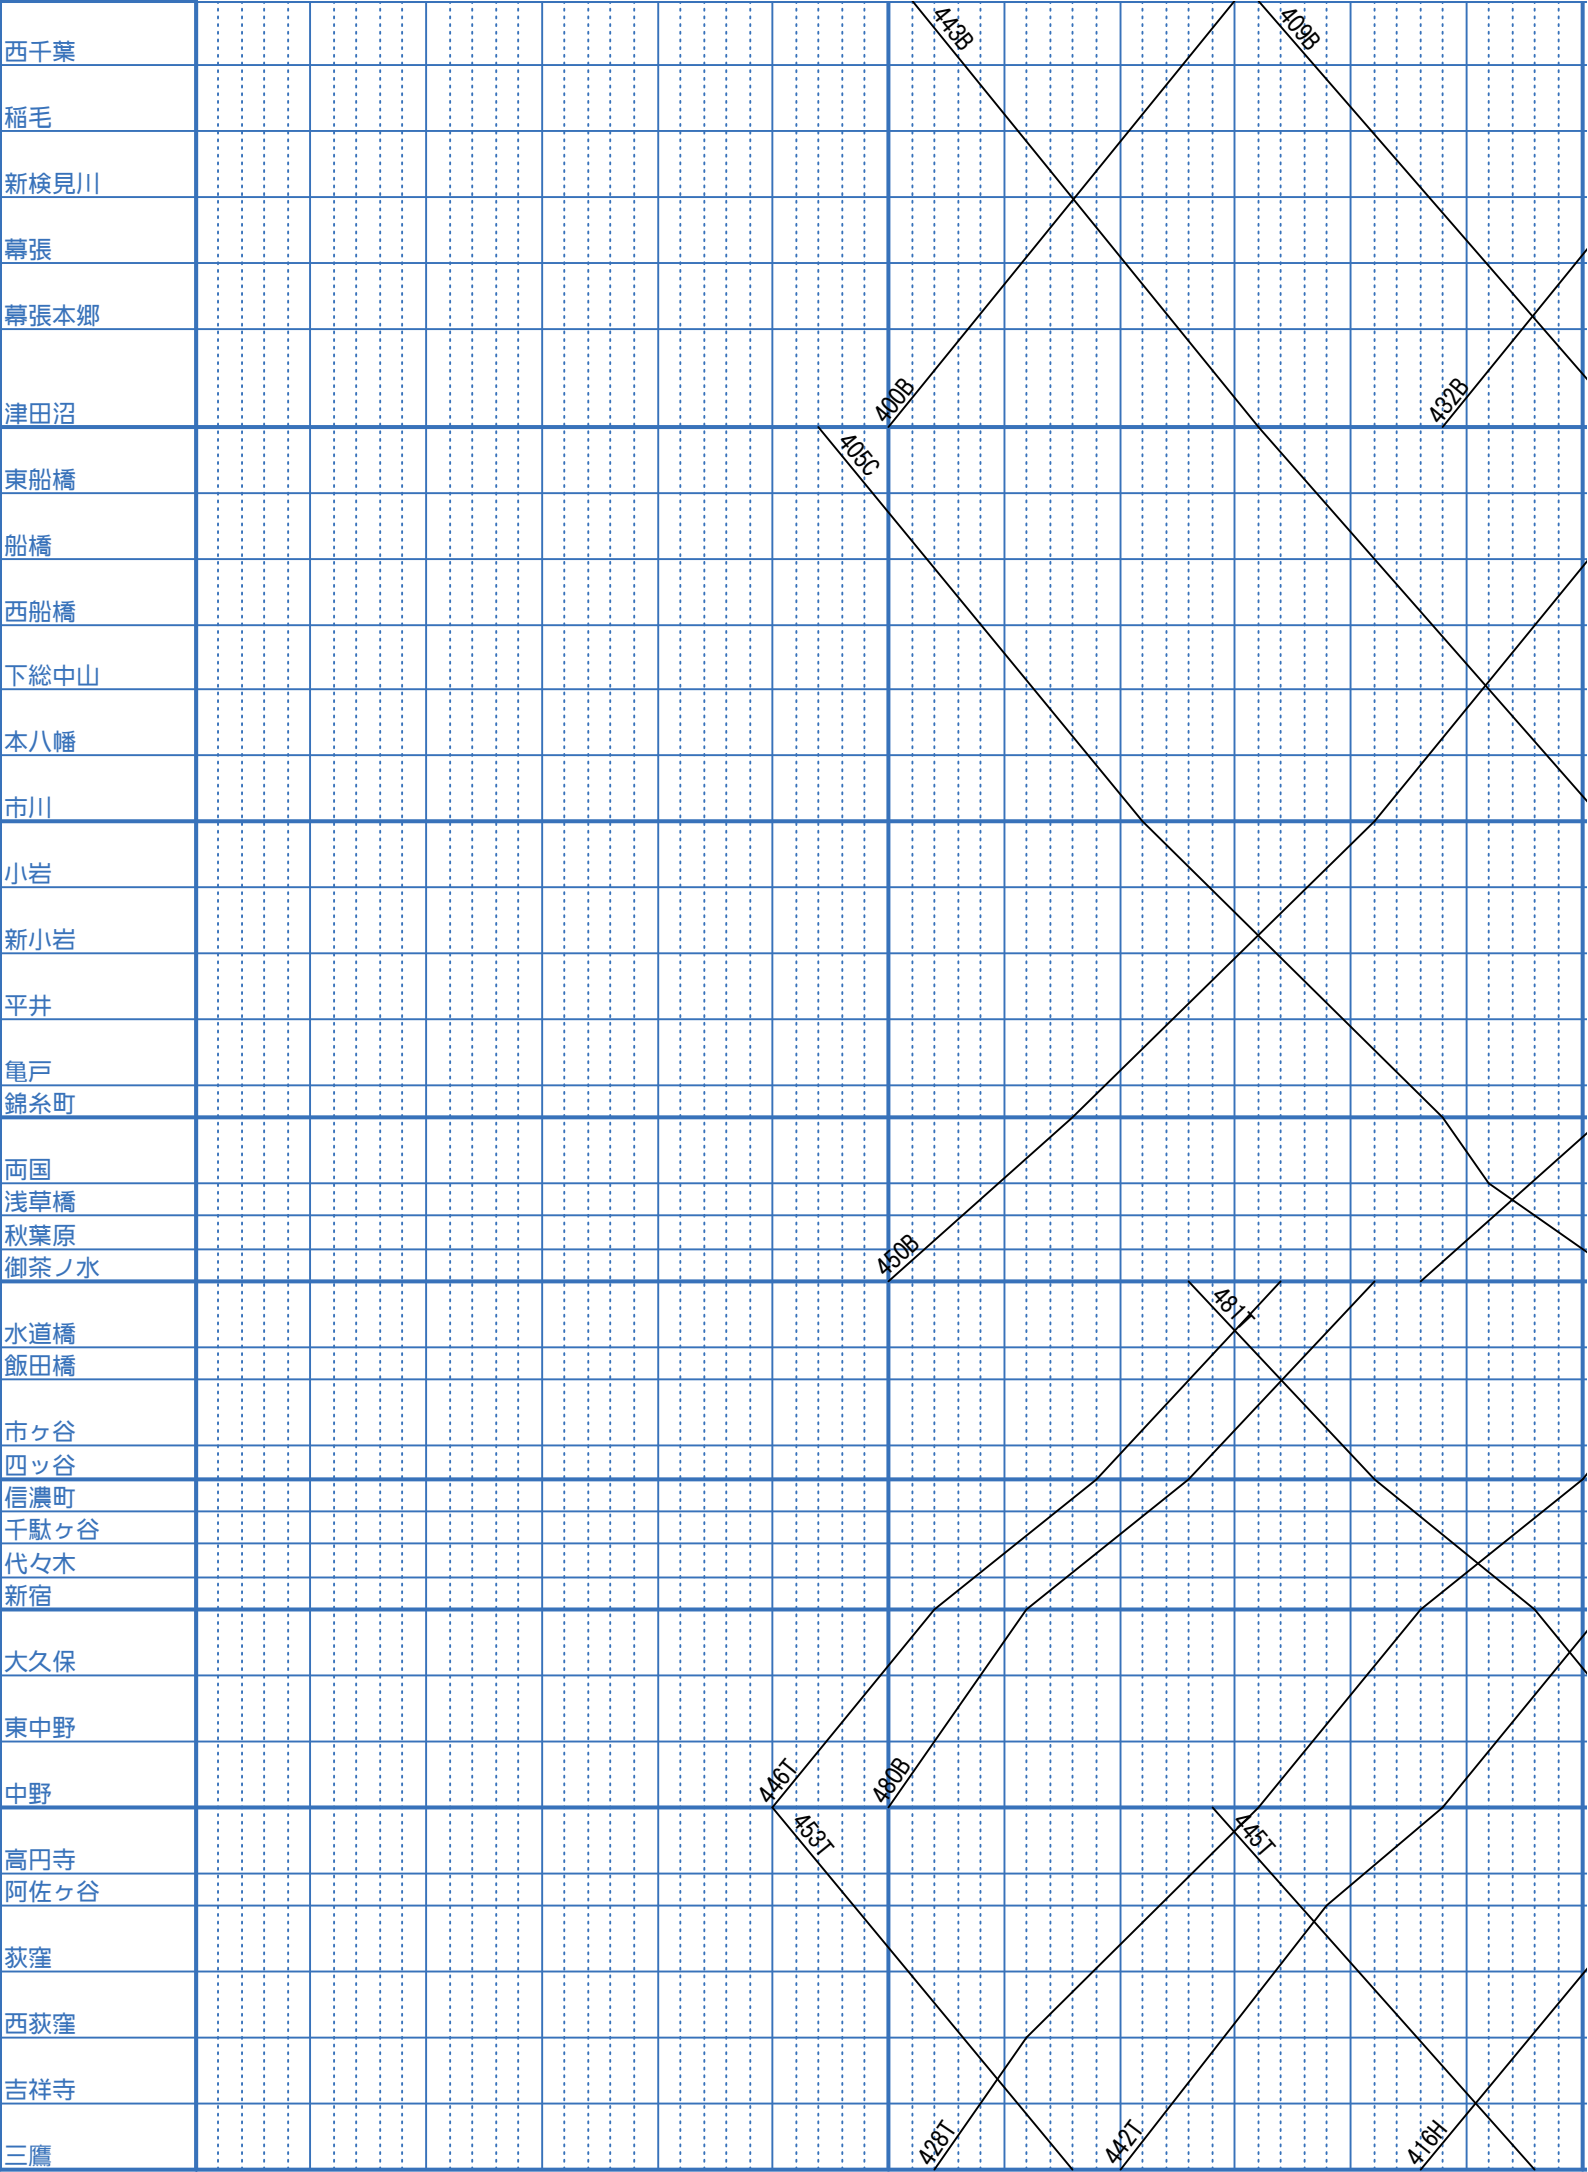 443B
409B
西千葉
稲毛
新検見川
幕張
幕張本郷
400B
432B
津田沼
405C
東船橋
船橋
西船橋
下総中山
本八幡
市川
小岩
新小岩
平井
亀戸
錦糸町
両国
浅草橋
秋葉原
450B
御茶ノ水
481T
水道橋
飯田橋
市ヶ谷
四ッ谷
信濃町
千駄ヶ谷
代々木
新宿
大久保
東中野
446T
480B
中野
453T
445T
高円寺
阿佐ヶ谷
荻窪
西荻窪
吉祥寺
428T
442T
416H
三鷹